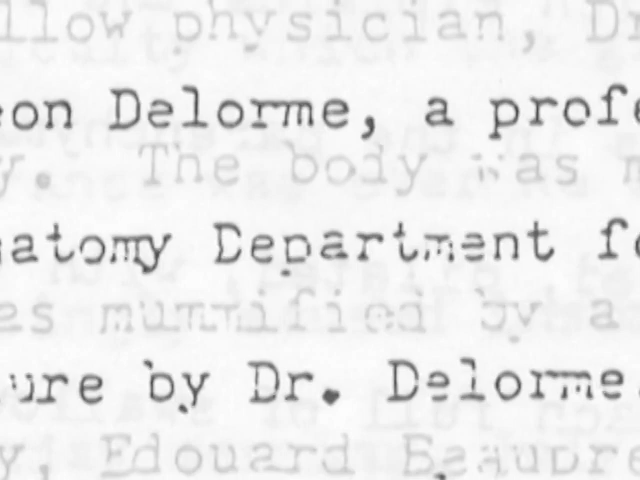 llow physician, Dr
eon Delorme, a profe
y. The body was m
natomy Department fo
es mummified by a
ure by Dr. Delorme.
y, Edouard Beaupre